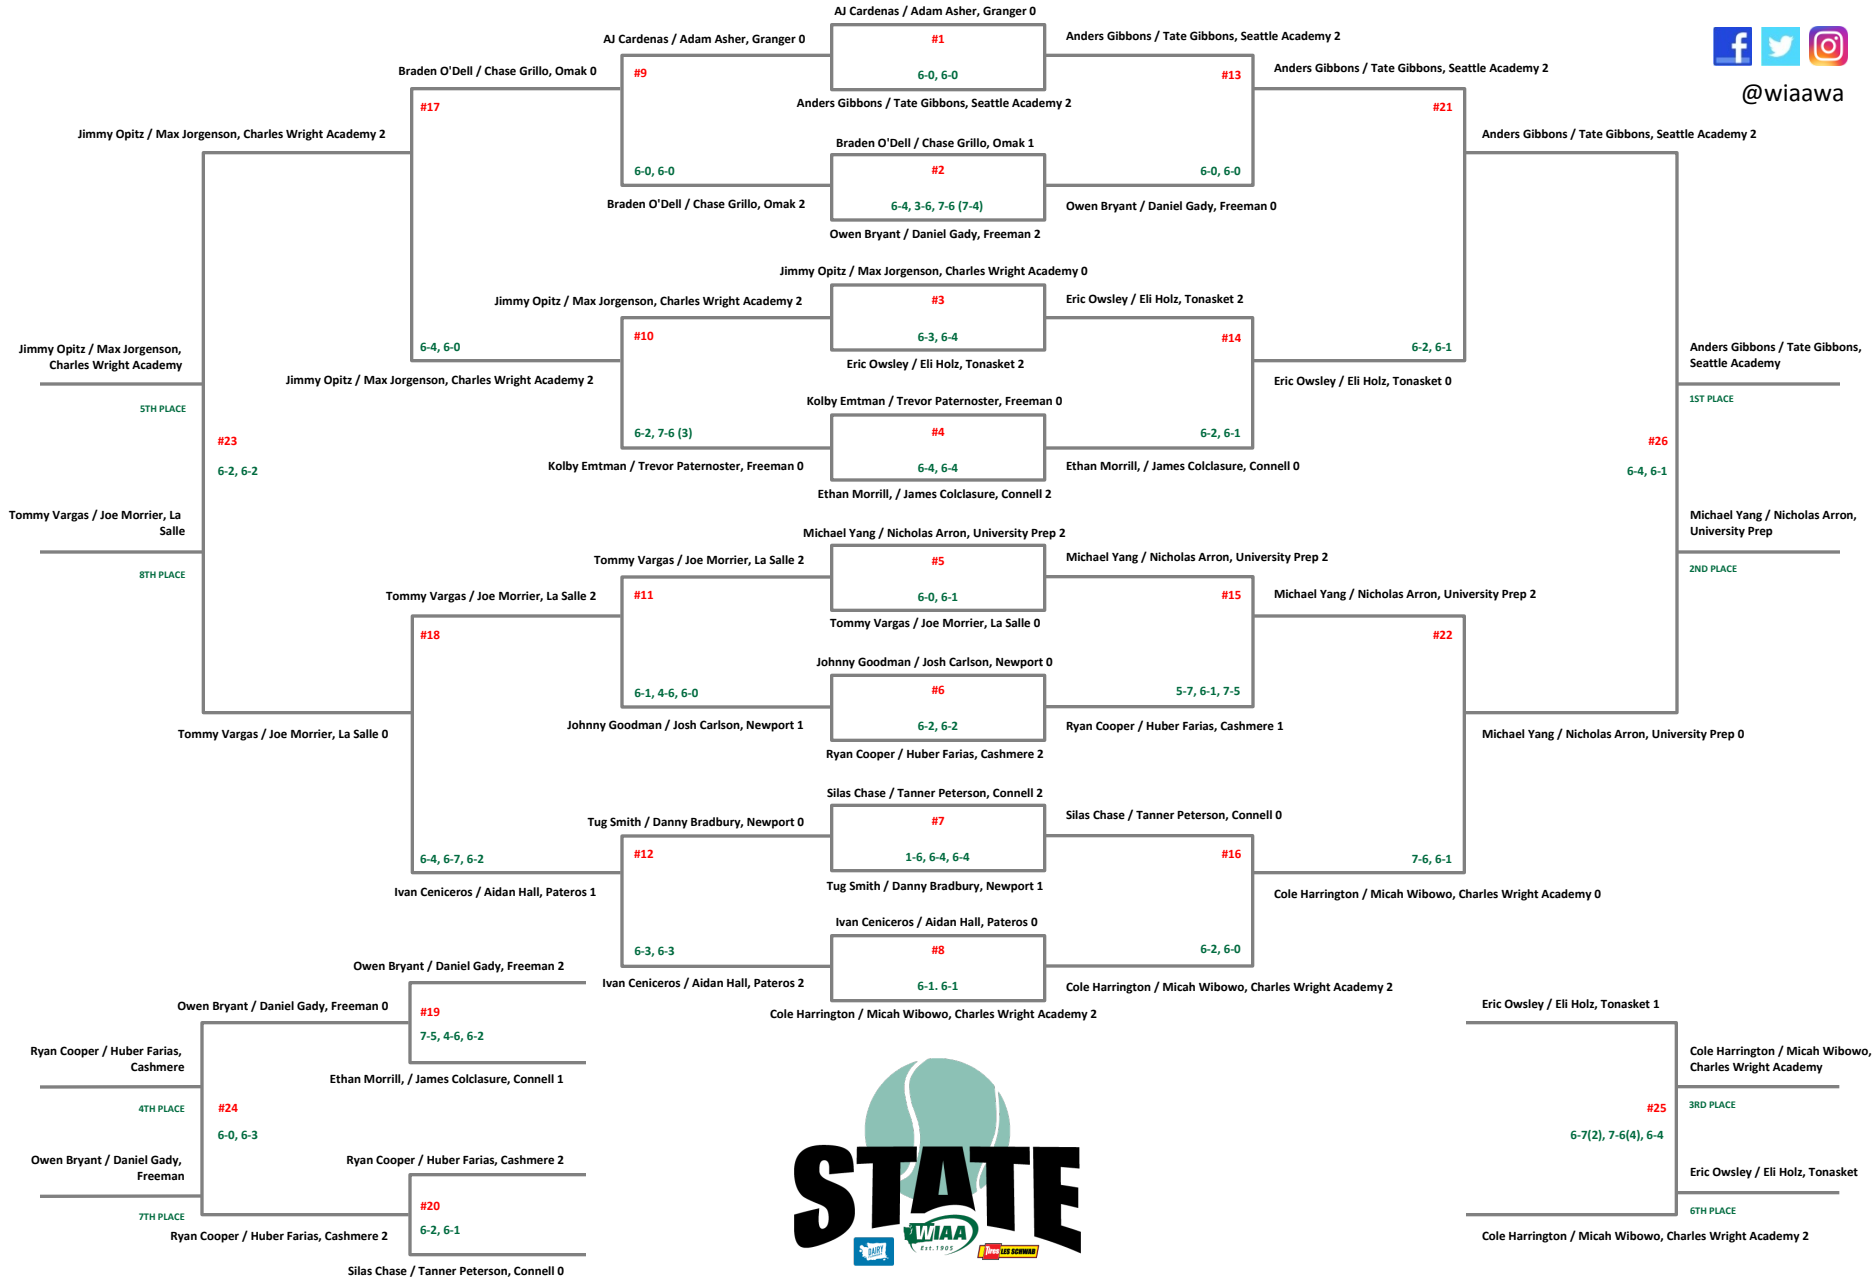 AJ Cardenas / Adam Asher, Granger 0
AJ Cardenas / Adam Asher, Granger 0
#1
Anders Gibbons / Tate Gibbons, Seattle Academy 2
Braden O'Dell / Chase Grillo, Omak 0
#9
6-0, 6-0
#13
Anders Gibbons / Tate Gibbons, Seattle Academy 2
@wiaawa
#17
Anders Gibbons / Tate Gibbons, Seattle Academy 2
#21
Jimmy Opitz / Max Jorgenson, Charles Wright Academy 2
Braden O'Dell / Chase Grillo, Omak 1
Anders Gibbons / Tate Gibbons, Seattle Academy 2
6-0, 6-0
#2
6-0, 6-0
Braden O'Dell / Chase Grillo, Omak 2
6-4, 3-6, 7-6 (7-4)
Owen Bryant / Daniel Gady, Freeman 0
Owen Bryant / Daniel Gady, Freeman 2
Jimmy Opitz / Max Jorgenson, Charles Wright Academy 0
Jimmy Opitz / Max Jorgenson, Charles Wright Academy 2
#3
Eric Owsley / Eli Holz, Tonasket 2
#10
6-3, 6-4
#14
6-4, 6-0
6-2, 6-1
Jimmy Opitz / Max Jorgenson,
Charles Wright Academy
Eric Owsley / Eli Holz, Tonasket 2
Anders Gibbons / Tate Gibbons,
Seattle Academy
Jimmy Opitz / Max Jorgenson, Charles Wright Academy 2
Eric Owsley / Eli Holz, Tonasket 0
5TH PLACE
Kolby Emtman / Trevor Paternoster, Freeman 0
1ST PLACE
#23
6-2, 7-6 (3)
#4
6-2, 6-1
#26
6-2, 6-2
Kolby Emtman / Trevor Paternoster, Freeman 0
6-4, 6-4
Ethan Morrill, / James Colclasure, Connell 0
6-4, 6-1
Ethan Morrill, / James Colclasure, Connell 2
Tommy Vargas / Joe Morrier, La
Salle
Michael Yang / Nicholas Arron,
University Prep
Michael Yang / Nicholas Arron, University Prep 2
Tommy Vargas / Joe Morrier, La Salle 2
#5
Michael Yang / Nicholas Arron, University Prep 2
8TH PLACE
2ND PLACE
Tommy Vargas / Joe Morrier, La Salle 2
#11
6-0, 6-1
#15
Michael Yang / Nicholas Arron, University Prep 2
#18
Tommy Vargas / Joe Morrier, La Salle 0
#22
Johnny Goodman / Josh Carlson, Newport 0
6-1, 4-6, 6-0
#6
5-7, 6-1, 7-5
Johnny Goodman / Josh Carlson, Newport 1
6-2, 6-2
Ryan Cooper / Huber Farias, Cashmere 1
Tommy Vargas / Joe Morrier, La Salle 0
Michael Yang / Nicholas Arron, University Prep 0
Ryan Cooper / Huber Farias, Cashmere 2
Silas Chase / Tanner Peterson, Connell 2
Tug Smith / Danny Bradbury, Newport 0
#7
Silas Chase / Tanner Peterson, Connell 0
6-4, 6-7, 6-2
#12
1-6, 6-4, 6-4
#16
7-6, 6-1
Ivan Ceniceros / Aidan Hall, Pateros 1
Tug Smith / Danny Bradbury, Newport 1
Cole Harrington / Micah Wibowo, Charles Wright Academy 0
Ivan Ceniceros / Aidan Hall, Pateros 0
6-3, 6-3
#8
6-2, 6-0
Owen Bryant / Daniel Gady, Freeman 2
Ivan Ceniceros / Aidan Hall, Pateros 2
6-1. 6-1
Cole Harrington / Micah Wibowo, Charles Wright Academy 2
Owen Bryant / Daniel Gady, Freeman 0
#19
Cole Harrington / Micah Wibowo, Charles Wright Academy 2
Eric Owsley / Eli Holz, Tonasket 1
7-5, 4-6, 6-2
Ryan Cooper / Huber Farias,
Cashmere
Cole Harrington / Micah Wibowo,
Charles Wright Academy
Ethan Morrill, / James Colclasure, Connell 1
4TH PLACE
#24
#25
3RD PLACE
6-0, 6-3
6-7(2), 7-6(4), 6-4
Owen Bryant / Daniel Gady,
Freeman
Ryan Cooper / Huber Farias, Cashmere 2
Eric Owsley / Eli Holz, Tonasket
7TH PLACE
#20
6TH PLACE
Ryan Cooper / Huber Farias, Cashmere 2
6-2, 6-1
Cole Harrington / Micah Wibowo, Charles Wright Academy 2
Silas Chase / Tanner Peterson, Connell 0
STATE
WIAA
Est. 1905
DAIRY
Tires LES SCHWAB